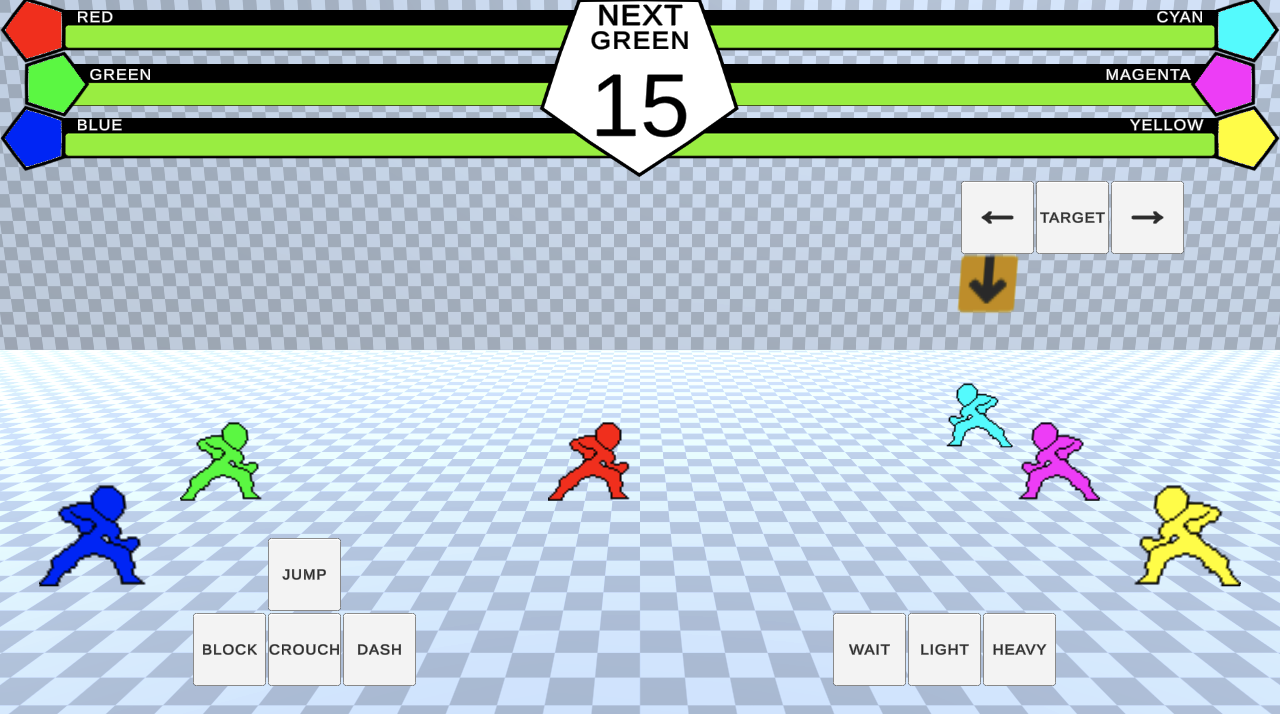 RED
NEXT
CYAN
GREEN
GREEN
MAGENTA
15
BLUE
YELLOW
← TARGET →
JUMP
BLOCK CROUCH DASH
WAIT LIGHT HEAVY